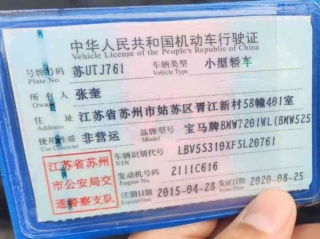 中华人民共和国机动车行驶证
Vehicle License of the People's Republic of China
号牌号码 苏UTJ761 车辆类型 小型轿车
Plate No. Vehicle Type
所有人 张奎
Owner
住址 江苏省苏州市姑苏区晋江新村58幢401室
Address
使用性质 非营运 品牌型号 宝马牌BMW7201WL(BMW525
Use Character Model
江苏省苏州市公安局交通警察支队
车辆识别代号 LBV5S310XFSL20761
VIN
发动机号码 2111C616
Engine No.
注册日期 2015-04-28 发证日期 2020-08-25
Register Date Issue Date